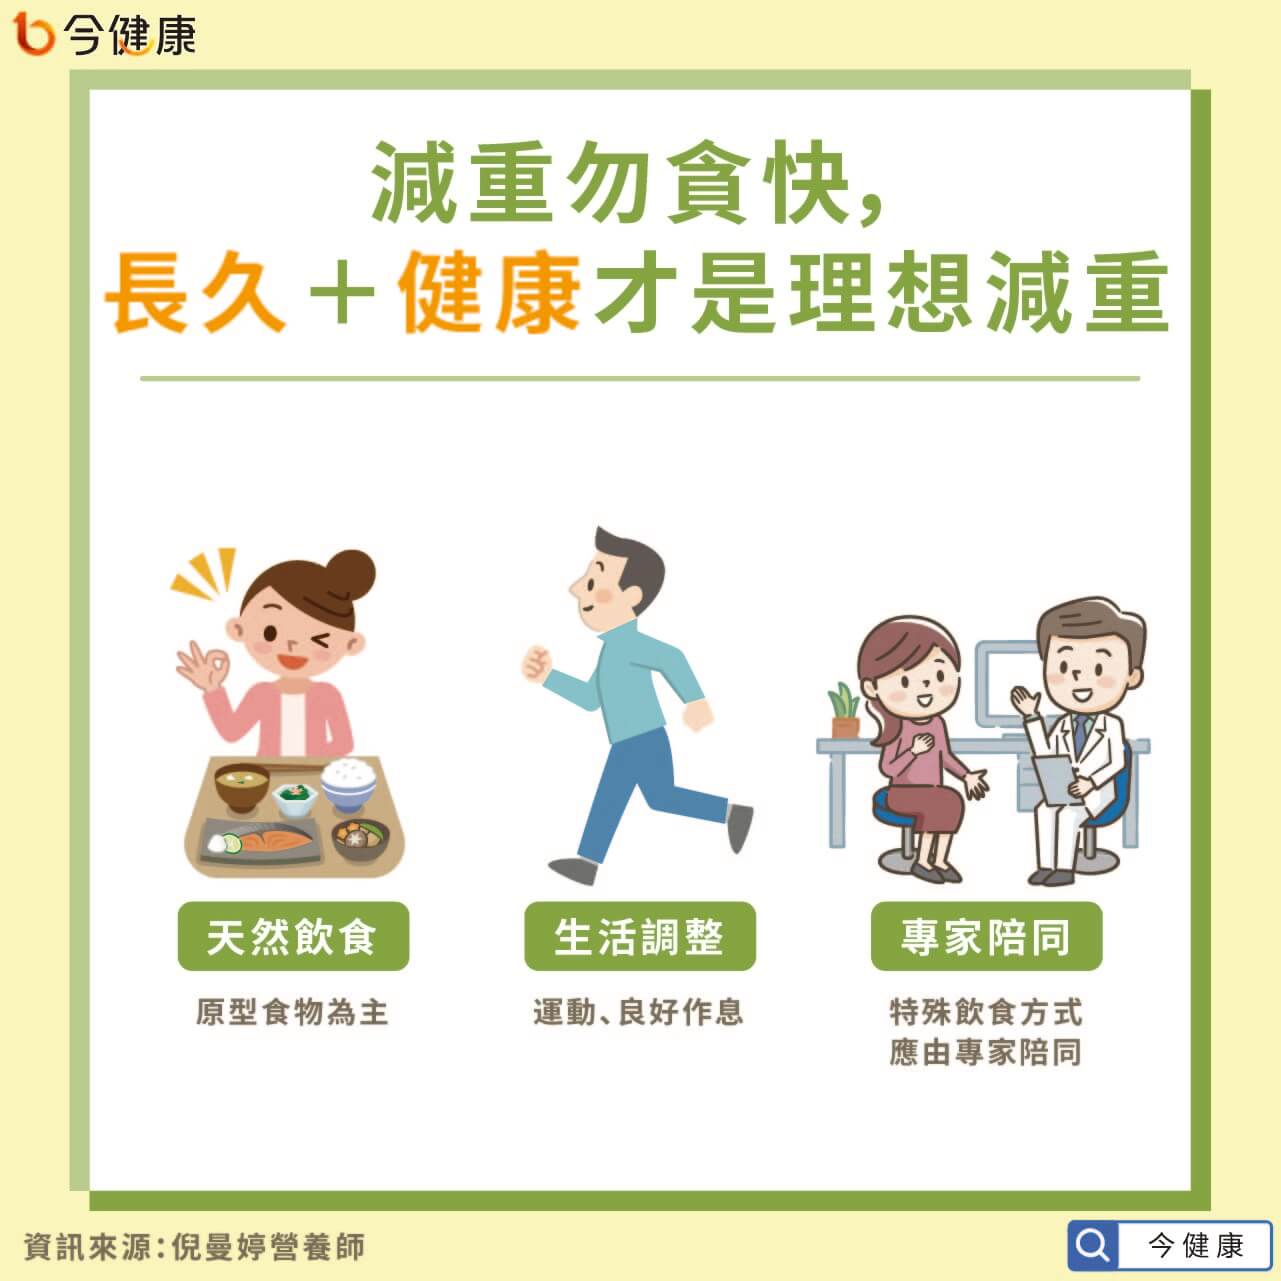 今健康
減重勿貪快,
長久+健康才是理想減重
天然飲食
原型食物為主
生活調整
運動、良好作息
專家陪同
特殊飲食方式
應由專家陪同
資訊來源:倪曼婷營養師
今健康